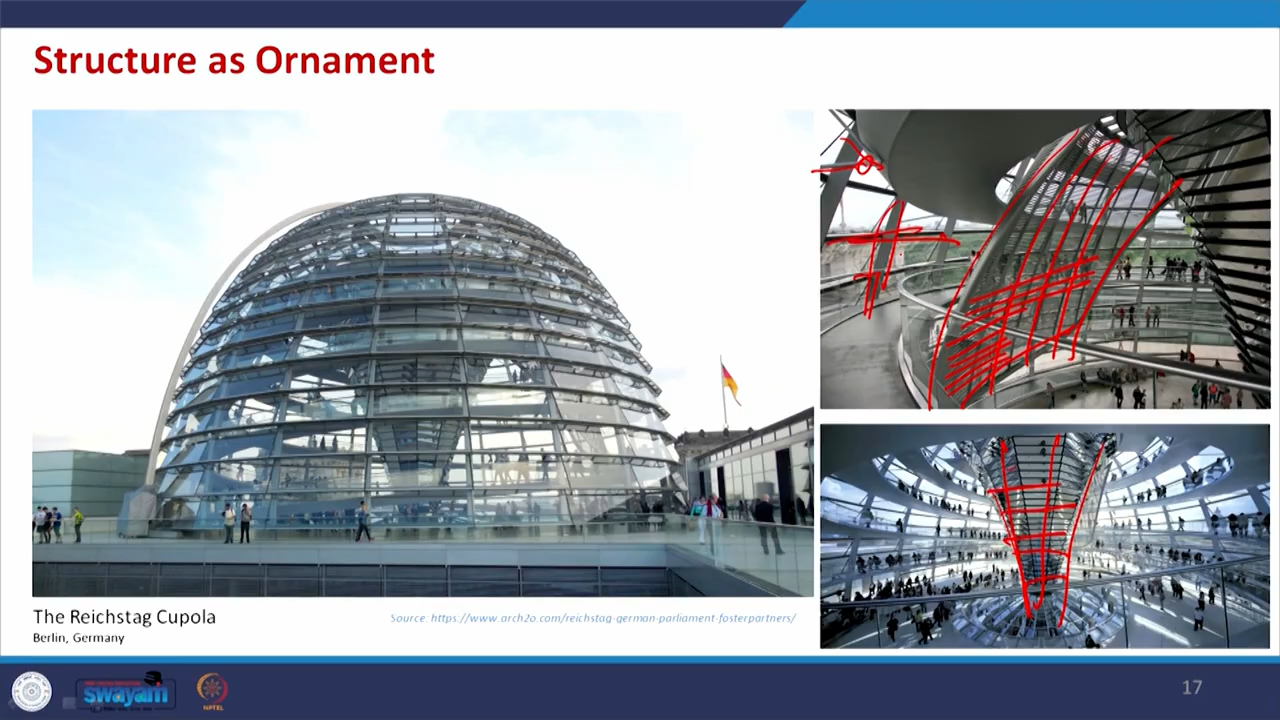 Structure as Ornament
The Reichstag Cupola
Source: https://www.arch2o.com/reichstag-german-parliament-fosterpartners/
Berlin, Germany
swayam
NPTEL
17